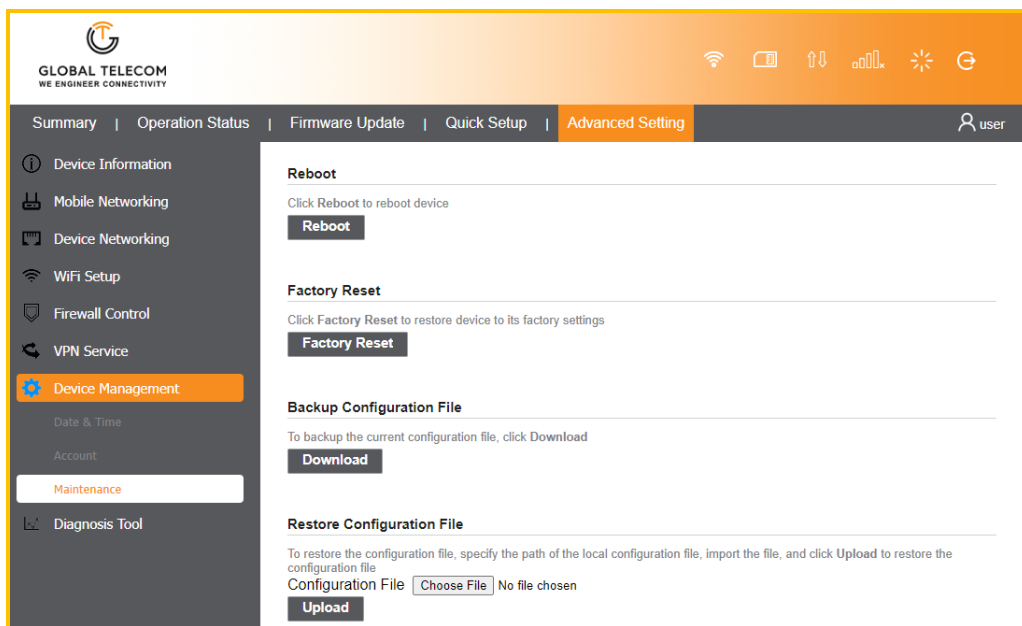 GLOBAL TELECOM
WE ENGINEER CONNECTIVITY
Summary | Operation Status | Firmware Update | Quick Setup | Advanced Setting user
Device Information
Mobile Networking
Device Networking
WiFi Setup
Firewall Control
VPN Service
Device Management
Date & Time
Account
Maintenance
Diagnosis Tool
Reboot
Click Reboot to reboot device
Reboot
Factory Reset
Click Factory Reset to restore device to its factory settings
Factory Reset
Backup Configuration File
To backup the current configuration file, click Download
Download
Restore Configuration File
To restore the configuration file, specify the path of the local configuration file, import the file, and click Upload to restore the
configuration file
Configuration File Choose File No file chosen
Upload